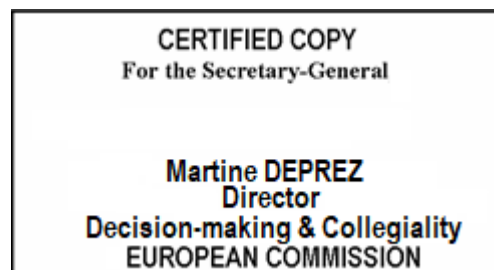 CERTIFIED COPY
For the Secretary-General
Martine DEPREZ
Director
Decision-making & Collegiality
EUROPEAN COMMISSION